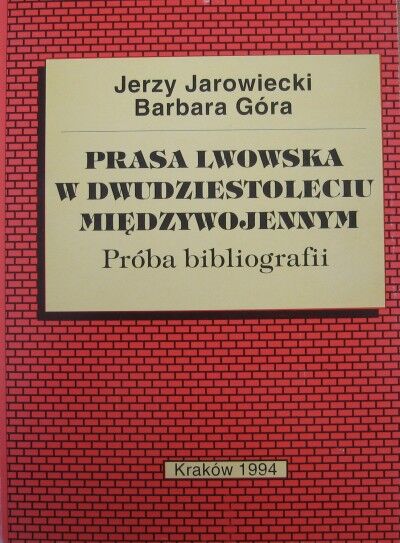 Jerzy Jarowiecki
Barbara Góra
PRASA LWOWSKA
W DWUDZIESTOLECIU
MIĘDZYWOJENNYM
Próba bibliografii
Kraków 1994